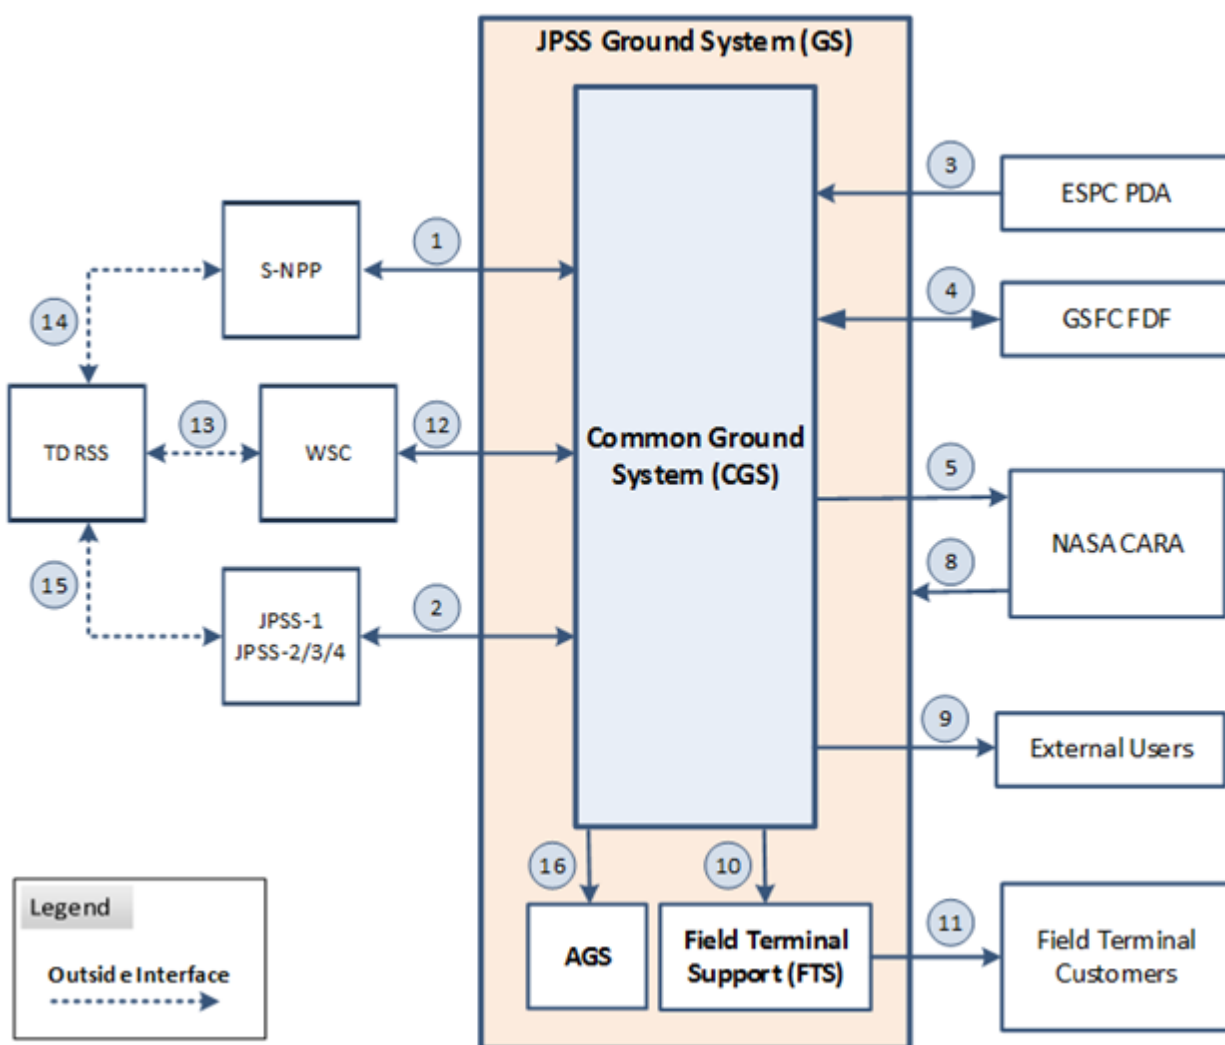 JPSS Ground System (GS)
3
ESPC PDA
1
S-NPP
4
GSFC FDF
14
13
12
TDRSS
WSC
Common Ground
System (CGS)
5
NASA CARA
8
15
2
JPSS-1
JPSS-2/3/4
9
External Users
16
10
Legend
Outside Interface
AGS
Field Terminal
Support (FTS)
11
Field Terminal
Customers